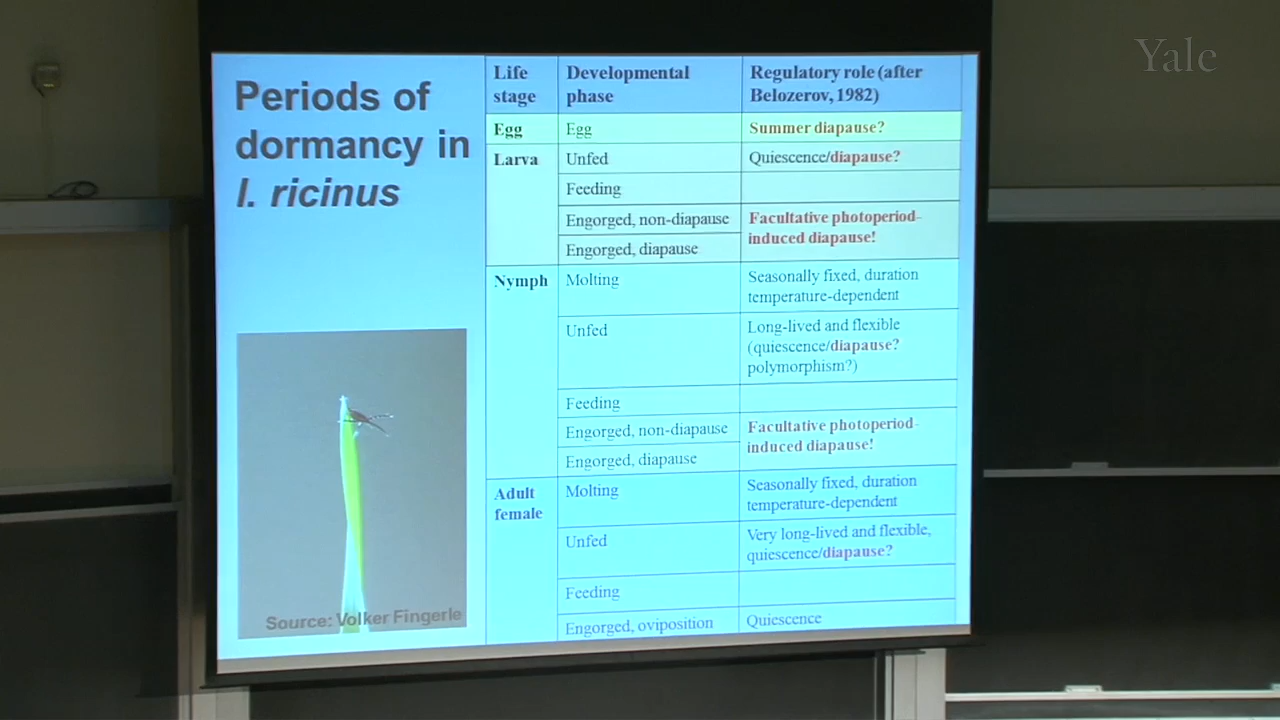 Yale
Periods of
dormancy in
I. ricinus
Source: Volker Fingerle
Life stage Developmental phase Regulatory role (after Belozerov, 1982)
Egg Egg Summer diapause?
Larva Unfed Quiescence/diapause?
Feeding
Engorged, non-diapause Facultative photoperiod-
induced diapause!
Engorged, diapause
Nymph Molting Seasonally fixed, duration
temperature-dependent
Unfed Long-lived and flexible
(quiescence/diapause?
polymorphism?)
Feeding
Engorged, non-diapause Facultative photoperiod-
induced diapause!
Engorged, diapause
Adult female Molting Seasonally fixed, duration
temperature-dependent
Unfed Very long-lived and flexible,
quiescence/diapause?
Feeding
Engorged, oviposition Quiescence